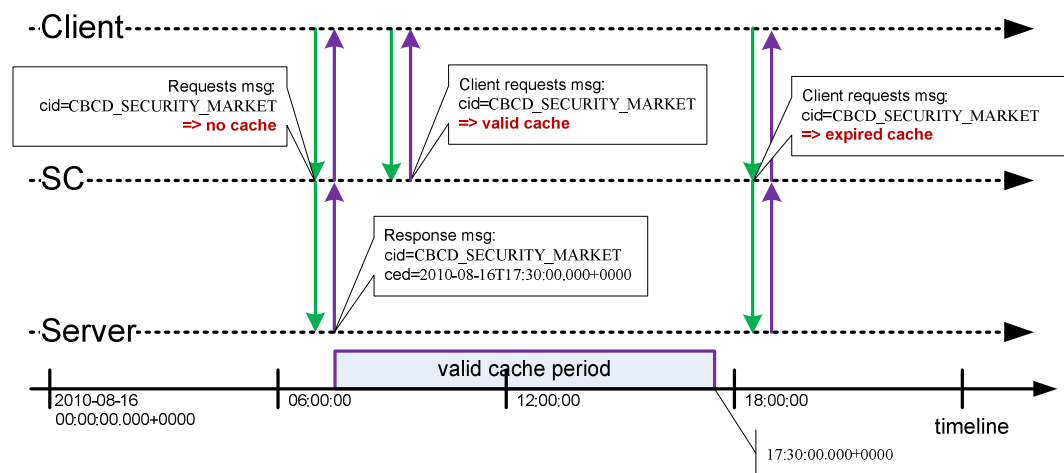 Client
Requests msg:
cid=CBCD_SECURITY_MARKET
=> no cache
Client requests msg:
cid=CBCD_SECURITY_MARKET
=> valid cache
Client requests msg:
cid=CBCD_SECURITY_MARKET
=> expired cache
SC
Response msg:
cid=CBCD_SECURITY_MARKET
ced=2010-08-16T17:30:00.000+0000
Server
valid cache period
2010-08-16
00:00:00.000+0000
06:00:00
12:00:00
18:00:00
timeline
17:30:00.000+0000